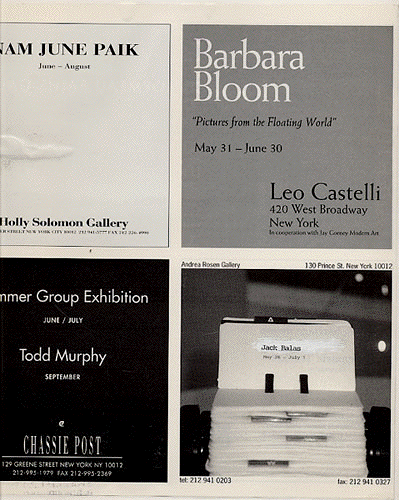 NAM JUNE PAIK
June – August
Holly Solomon Gallery
Barbara
Bloom
"Pictures from the Floating World"
May 31 – June 30
Leo Castelli
420 West Broadway
New York
In cooperation with Jay Gorney Modern Art
mmer Group Exhibition
JUNE / JULY
Todd Murphy
SEPTEMBER
CHASSIE POST
129 GREENE STREET NEW YORK NY 10012
212-995-1979 FAX 212-995-2369
Andrea Rosen Gallery
130 Prince St. New York 10012
Jack Balas
May 26 - July 1
tel: 212 941 0203
fax: 212 941 0327